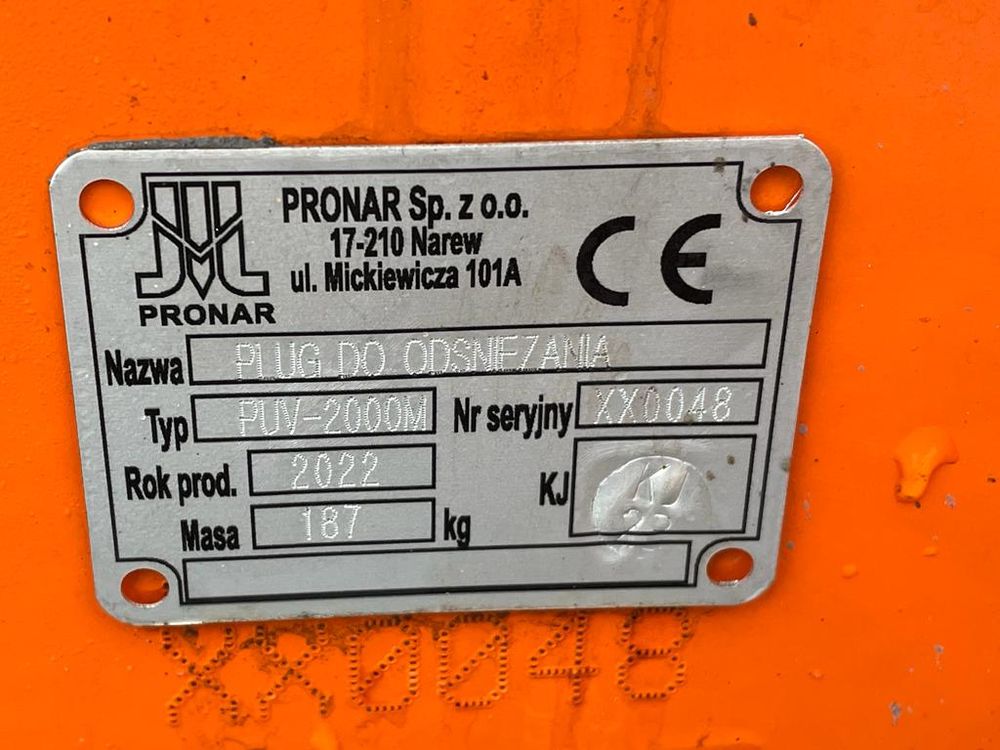 PRONAR Sp. z o.o.
17-210 Narew
ul. Mickiewicza 101A
CE
PRONAR
Nazwa PLUG DO ODSNIEZANIA
Typ PUV-2000M Nr seryjny XX0048
Rok prod. 2022
KJ
25
Masa 187 kg
XX0048